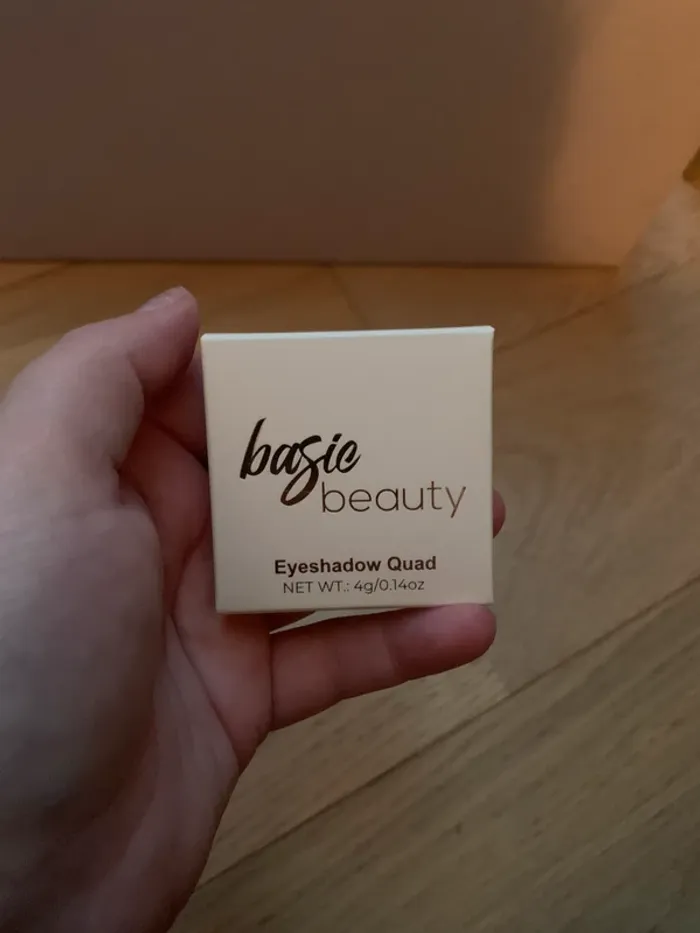 basic
beauty
Eyeshadow Quad
NET WT.: 4g/0.14oz